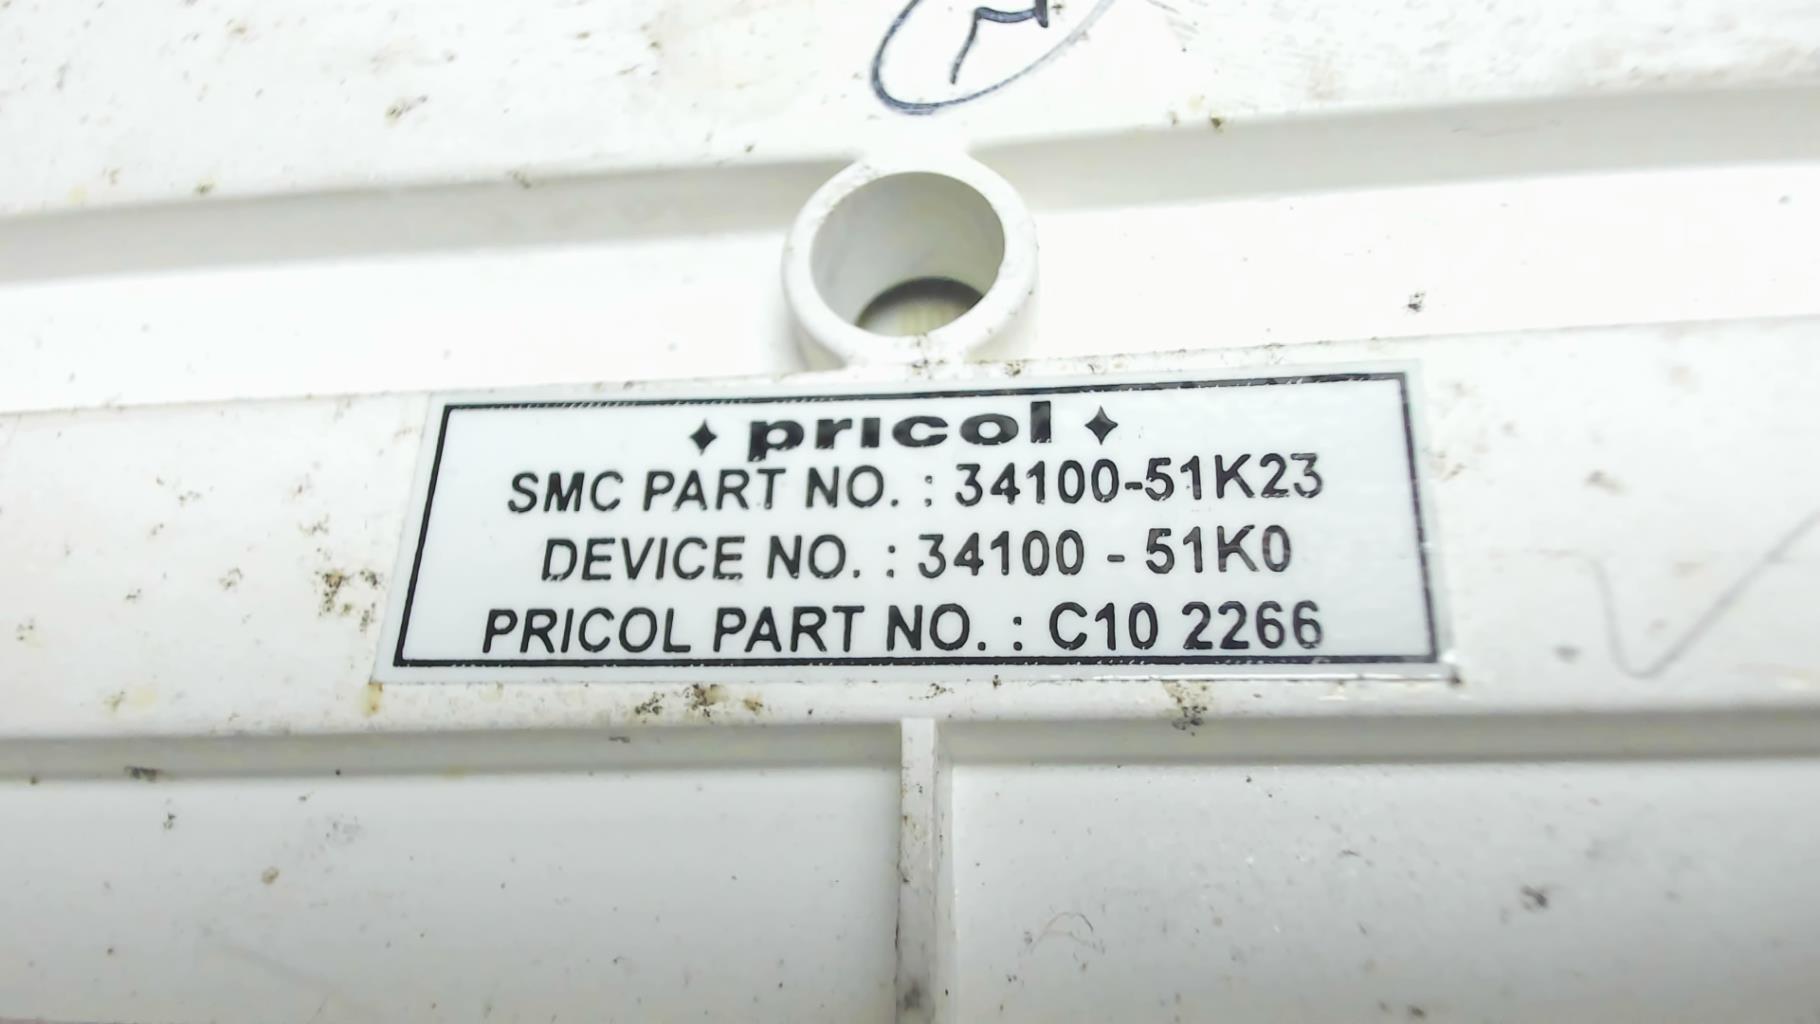 pricol
SMC PART NO. : 34100-51K23
DEVICE NO. : 34100 - 51K0
PRICOL PART NO. : C10 2266